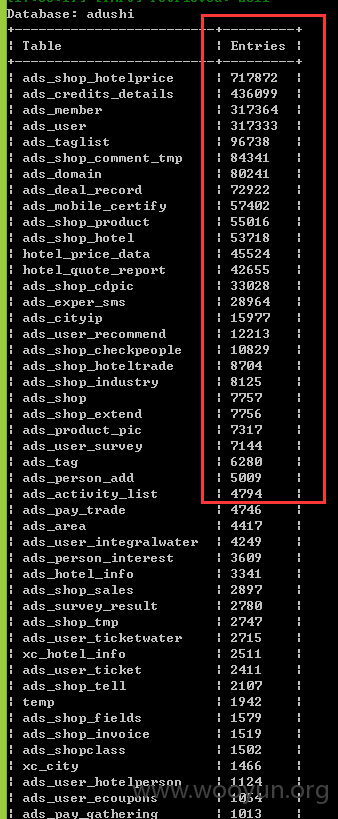 Database: adushi
| Table | Entries |
| ads_shop_hotelprice | 717872 |
| ads_credits_details | 436099 |
| ads_member | 317364 |
| ads_user | 317333 |
| ads_taglist | 96738 |
| ads_shop_comment_tmp | 84341 |
| ads_domain | 80241 |
| ads_deal_record | 72922 |
| ads_mobile_certify | 57402 |
| ads_shop_product | 55016 |
| ads_shop_hotel | 53718 |
| hotel_price_data | 45524 |
| hotel_quote_report | 42655 |
| ads_shop_cdpic | 33028 |
| ads_exper_sms | 28964 |
| ads_cityip | 15977 |
| ads_user_recommend | 12213 |
| ads_shop_checkpeople | 10829 |
| ads_shop_hoteltrade | 8704 |
| ads_shop_industry | 8125 |
| ads_shop | 7757 |
| ads_shop_extend | 7756 |
| ads_product_pic | 7317 |
| ads_user_survey | 7144 |
| ads_tag | 6280 |
| ads_person_add | 5009 |
| ads_activity_list | 4794 |
| ads_pay_trade | 4746 |
| ads_area | 4417 |
| ads_user_integralwater | 4249 |
| ads_person_interest | 3609 |
| ads_hotel_info | 3341 |
| ads_shop_sales | 2897 |
| ads_survey_result | 2780 |
| ads_shop_tmp | 2747 |
| ads_user_ticketwater | 2715 |
| xc_hotel_info | 2511 |
| ads_user_ticket | 2411 |
| ads_shop_tell | 2107 |
| temp | 1942 |
| ads_shop_fields | 1579 |
| ads_shop_invoice | 1519 |
| ads_shopclass | 1502 |
| xc_city | 1466 |
| ads_user_hotelperson | 1124 |
| ads_user_ecoupons | 1054 |
| ads_pay_gathering | 1013 |
www.wooyun.org